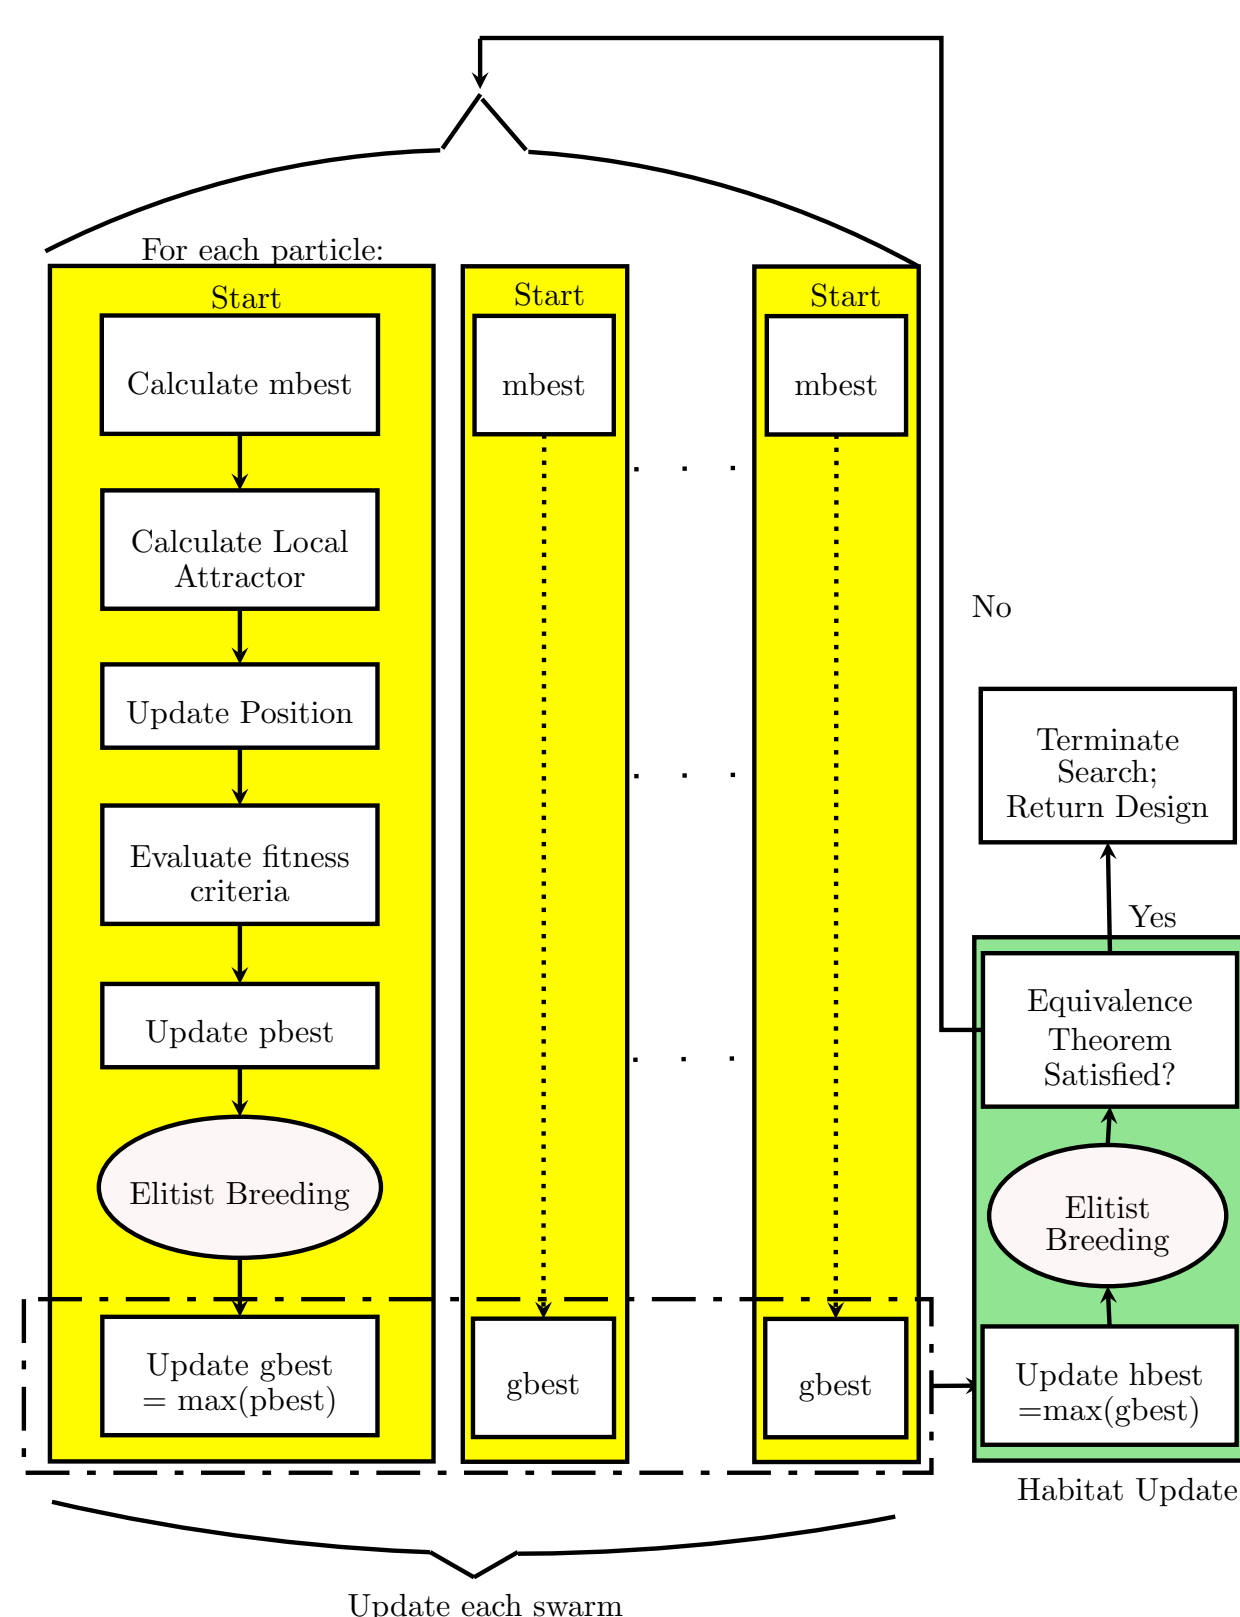 For each particle:
Start
Calculate mbest
Calculate Local
Attractor
Update Position
Evaluate fitness
criteria
Update pbest
Elitist Breeding
Update gbest
= max(pbest)
Start
mbest
gbest
Start
mbest
gbest
No
Terminate
Search;
Return Design
Yes
Equivalence
Theorem
Satisfied?
Elitist
Breeding
Update hbest
=max(gbest)
Habitat Update
Update each swarm